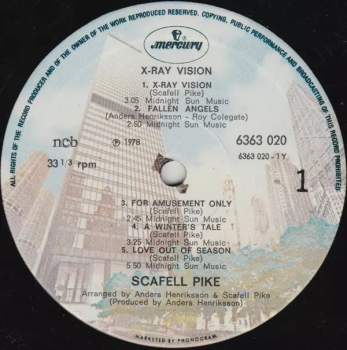 ALL RIGHTS OF THE RECORD PRODUCER AND OF THE OWNER OF THE WORK REPRODUCED RESERVED. COPYING, PUBLIC PERFORMANCE AND BROADCASTING OF THIS RECORD PROHIBITED.
mercury
X-RAY VISION
1. X-RAY VISION
(Scafell Pike)
3.05 Midnight Sun Music
2. FALLEN ANGELS
(Anders Henriksson - Roy Colegate)
2.50 Midnight Sun Music
ncb
℗ 1978
6363 020
33 1/3 rpm
6363 020 - 1 Y
1
3. FOR AMUSEMENT ONLY
(Scafell Pike)
2.45 Midnight Sun Music
4. A WINTER'S TALE
(Scafell Pike)
3.25 Midnight Sun Music
5. LOVE OUT OF SEASON
(Scafell Pike)
5.50 Midnight Sun Music
SCAFELL PIKE
Arranged by Anders Henriksson & Scafell Pike
(Produced by Anders Henriksson)
MARKETED BY PHONOGRAM